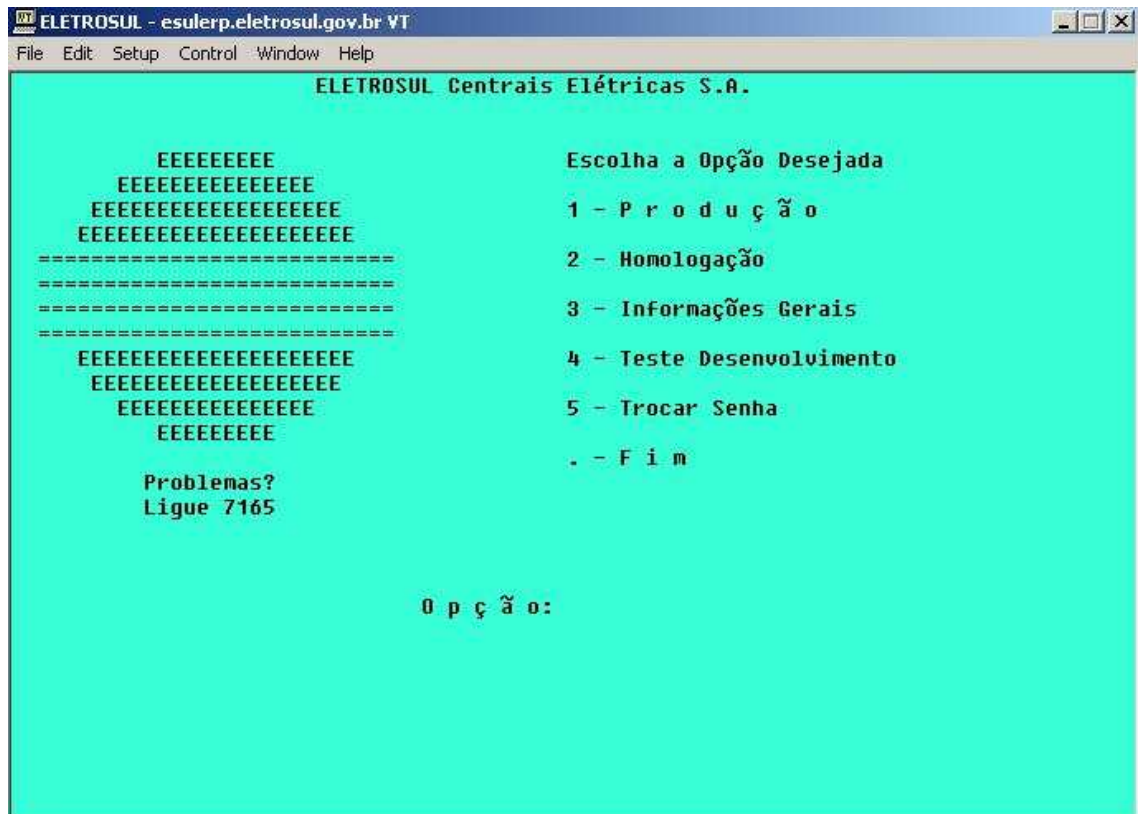 ELETROSUL - esulerp.eletrosul.gov.br VT
File Edit Setup Control Window Help
ELETROSUL Centrais Elétricas S.A.
EEEEEEEEE
EEEEEEEEEEEEEEE
EEEEEEEEEEEEEEEEEEE
EEEEEEEEEEEEEEEEEEEEE
===========================
===========================
===========================
===========================
EEEEEEEEEEEEEEEEEEEEE
EEEEEEEEEEEEEEEEEEE
EEEEEEEEEEEEEEE
EEEEEEEEE
Problemas?
Ligue 7165
Escolha a Opção Desejada
1 - P r o d u ç ã o
2 - Homologação
3 - Informações Gerais
4 - Teste Desenvolvimento
5 - Trocar Senha
. - F i m
O p ç ã o: